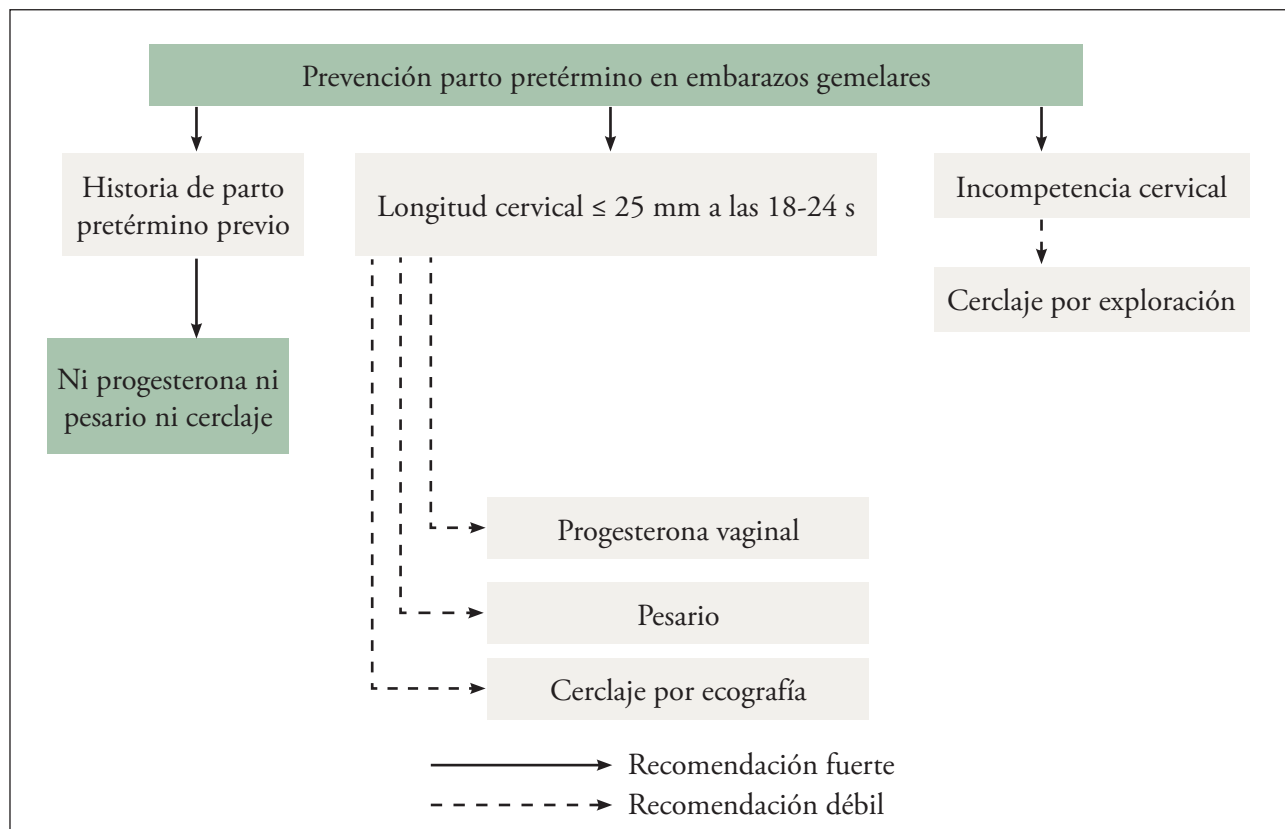 Prevención parto pretérmino en embarazos gemelares
Historia de parto
pretérmino previo
Longitud cervical ≤ 25 mm a las 18-24 s
Incompetencia cervical
Cerclaje por exploración
Ni progesterona ni
pesario ni cerclaje
Progesterona vaginal
Pesario
Cerclaje por ecografía
Recomendación fuerte
Recomendación débil